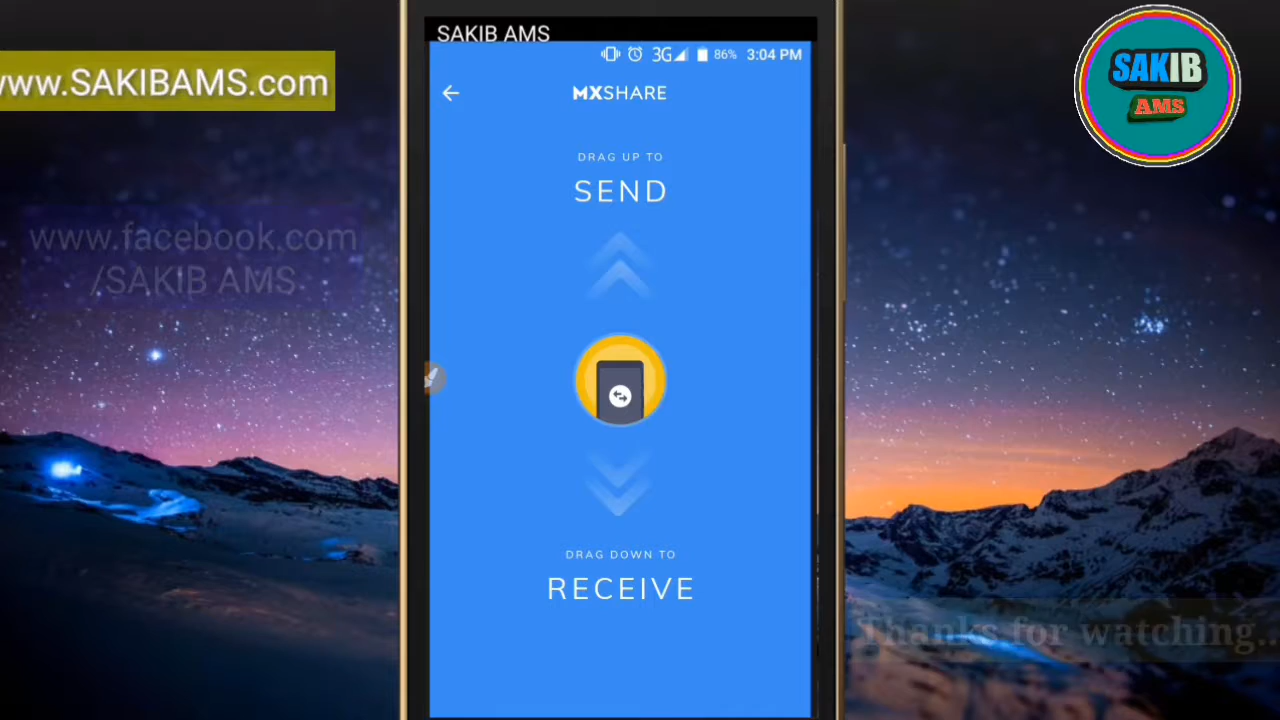 SAKIB AMS
www.SAKIBAMS.com
3G 86% 3:04 PM
MXSHARE
DRAG UP TO
SEND
www.facebook.com
/SAKIB AMS
DRAG DOWN TO
RECEIVE
Thanks for watching..
SAKIB
AMS